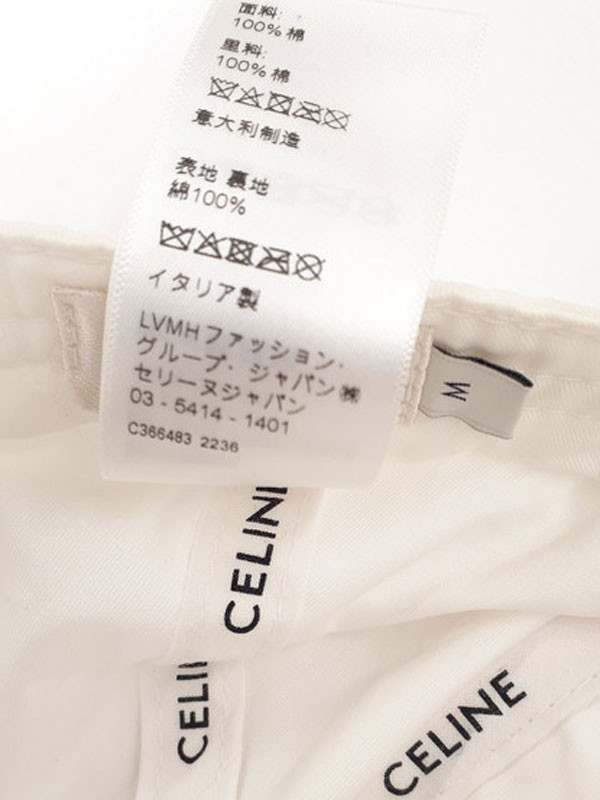 面料:
100% 棉
里料:
100% 棉
意大利制造
表地 裏地
綿100%
イタリア製
LVMHファッション・
グループ・ジャパン㈱
セリーヌジャパン
03 - 5414 - 1401
C366483 2236
M
CELINE
CELI
CELINE